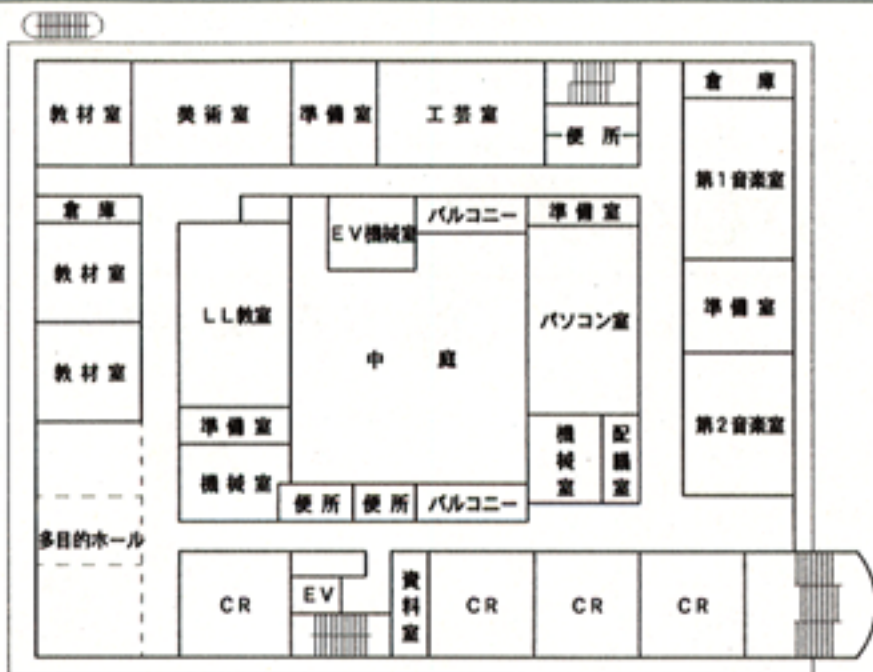 教材室
美術室
準備室
工芸室
便所
倉庫
第1音楽室
準備室
第2音楽室
倉庫
教材室
教材室
多目的ホール
LL教室
準備室
機械室
EV機械室
バルコニー
中庭
準備室
パソコン室
機械室
便所
便所
バルコニー
CR
EV
資料室
CR
CR
CR